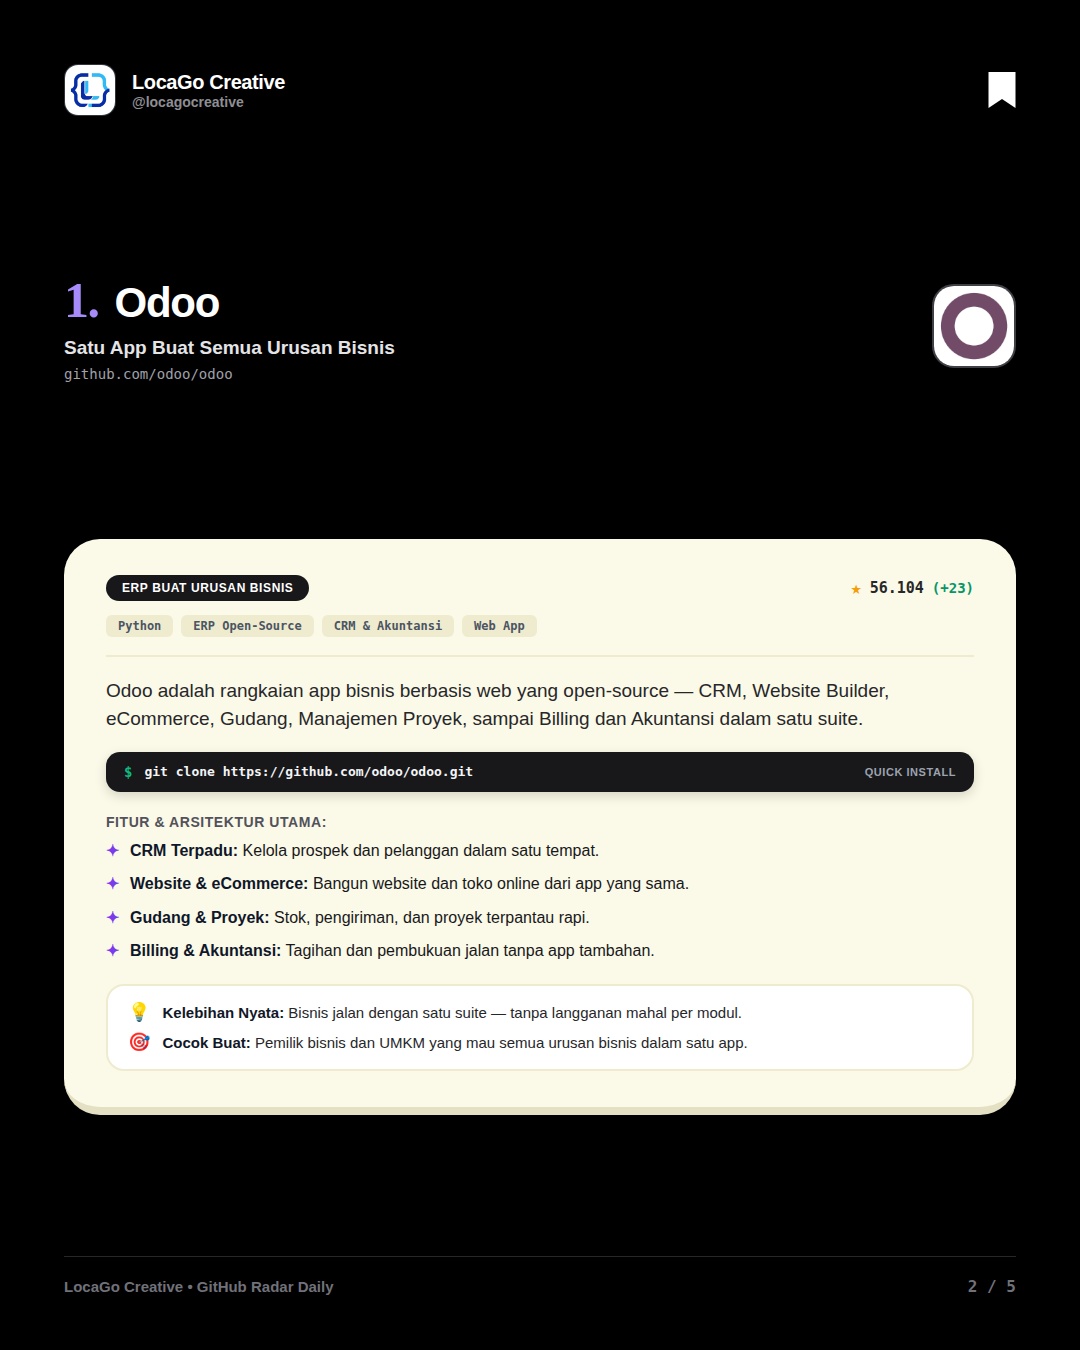 LocaGo Creative
@locagocreative
1. Odoo
Satu App Buat Semua Urusan Bisnis
github.com/odoo/odoo
ERP BUAT URUSAN BISNIS
★ 56.104 (+23)
Python ERP Open-Source CRM & Akuntansi Web App
Odoo adalah rangkaian app bisnis berbasis web yang open-source — CRM, Website Builder,
eCommerce, Gudang, Manajemen Proyek, sampai Billing dan Akuntansi dalam satu suite.
$ git clone https://github.com/odoo/odoo.git QUICK INSTALL
FITUR & ARSITEKTUR UTAMA:
✦ CRM Terpadu: Kelola prospek dan pelanggan dalam satu tempat.
✦ Website & eCommerce: Bangun website dan toko online dari app yang sama.
✦ Gudang & Proyek: Stok, pengiriman, dan proyek terpantau rapi.
✦ Billing & Akuntansi: Tagihan dan pembukuan jalan tanpa app tambahan.
💡 Kelebihan Nyata: Bisnis jalan dengan satu suite — tanpa langganan mahal per modul.
🎯 Cocok Buat: Pemilik bisnis dan UMKM yang mau semua urusan bisnis dalam satu app.
LocaGo Creative • GitHub Radar Daily
2 / 5